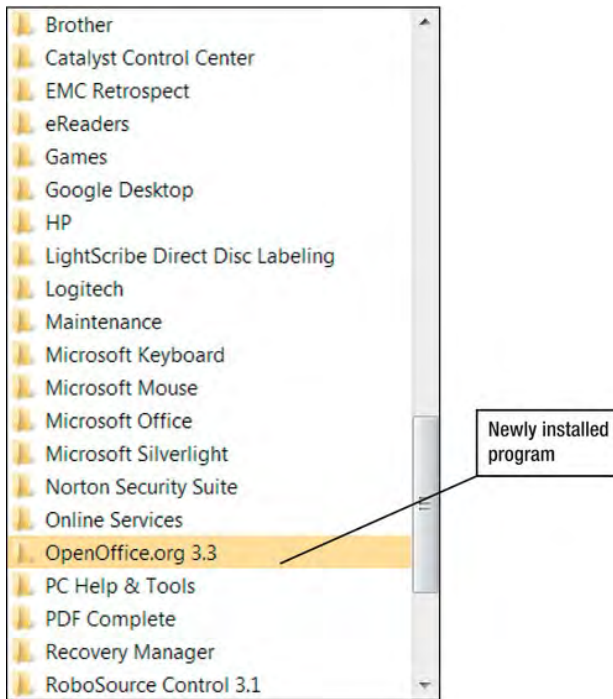 Brother
Catalyst Control Center
EMC Retrospect
eReaders
Games
Google Desktop
HP
LightScribe Direct Disc Labeling
Logitech
Maintenance
Microsoft Keyboard
Microsoft Mouse
Microsoft Office
Microsoft Silverlight
Norton Security Suite
Online Services
OpenOffice.org 3.3
PC Help & Tools
PDF Complete
Recovery Manager
RoboSource Control 3.1
Newly installed
program